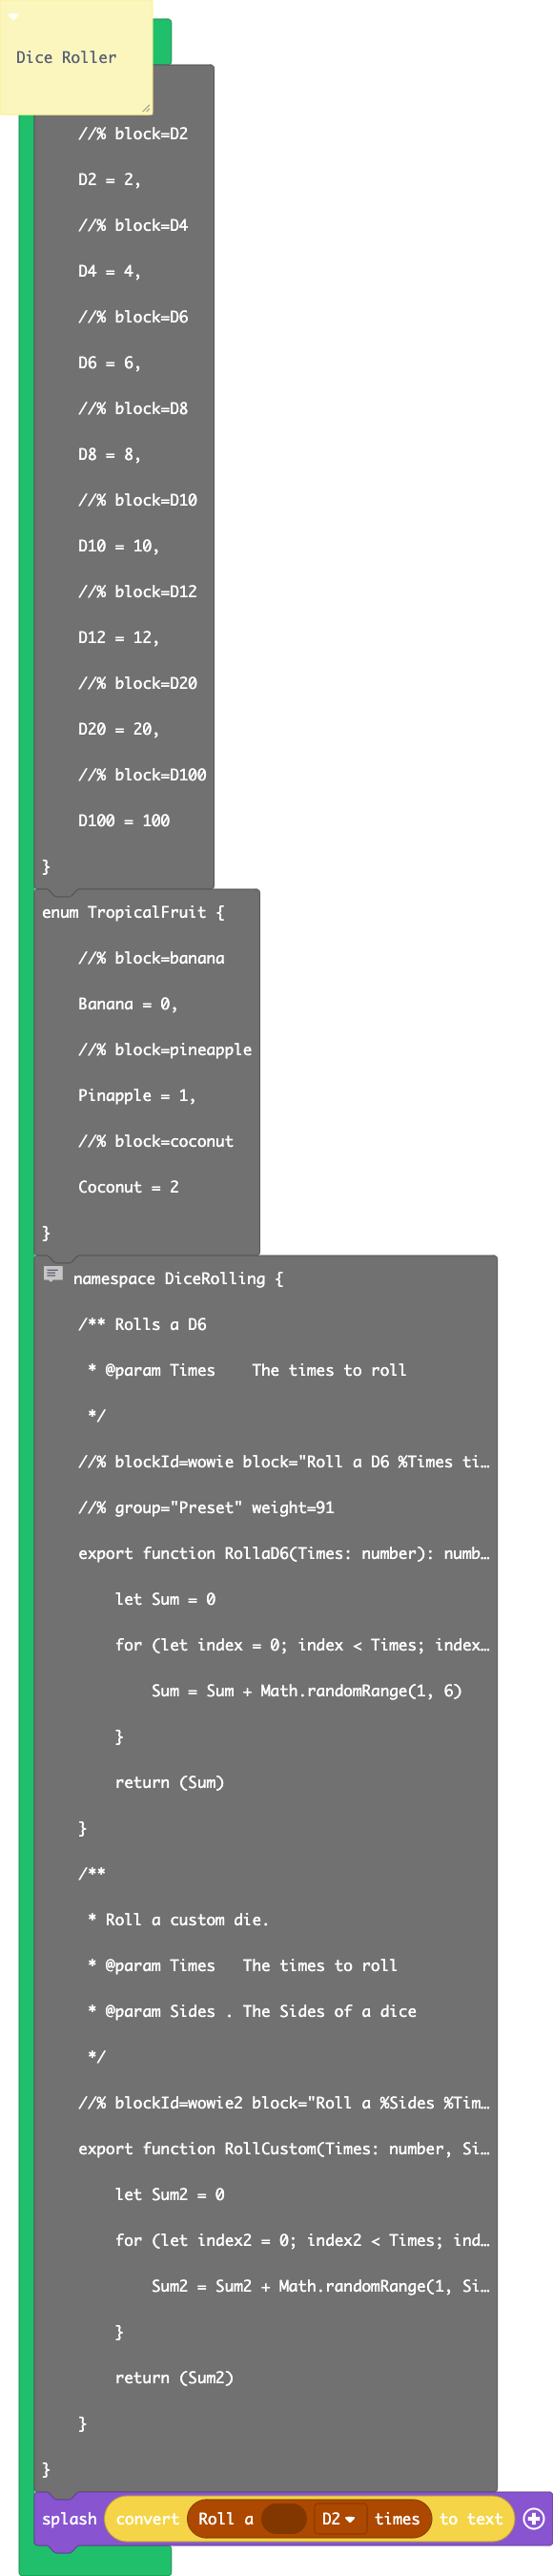 Dice Roller
//% block=D2
D2 = 2,
//% block=D4
D4 = 4,
//% block=D6
D6 = 6,
//% block=D8
D8 = 8,
//% block=D10
D10 = 10,
//% block=D12
D12 = 12,
//% block=D20
D20 = 20,
//% block=D100
D100 = 100
}
enum TropicalFruit {
//% block=banana
Banana = 0,
//% block=pineapple
Pinapple = 1,
//% block=coconut
Coconut = 2
}
namespace DiceRolling {
/** Rolls a D6
* @param Times    The times to roll
*/
//% blockId=wowie block="Roll a D6 %Times ti…
//% group="Preset" weight=91
export function RollaD6(Times: number): numb…
let Sum = 0
for (let index = 0; index < Times; index…
Sum = Sum + Math.randomRange(1, 6)
}
return (Sum)
}
/**
* Roll a custom die.
* @param Times   The times to roll
* @param Sides . The Sides of a dice
*/
//% blockId=wowie2 block="Roll a %Sides %Tim…
export function RollCustom(Times: number, Si…
let Sum2 = 0
for (let index2 = 0; index2 < Times; ind…
Sum2 = Sum2 + Math.randomRange(1, Si…
}
return (Sum2)
}
}
splash convert Roll a D2 times to text